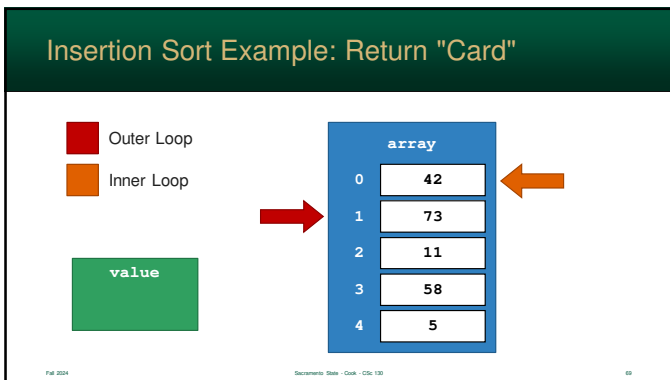 Insertion Sort Example: Return "Card"
Outer Loop
Inner Loop
value
array
0 42
1 73
2 11
3 58
4 5
Fall 2024 Sacramento State - Cook - CSc 130 69